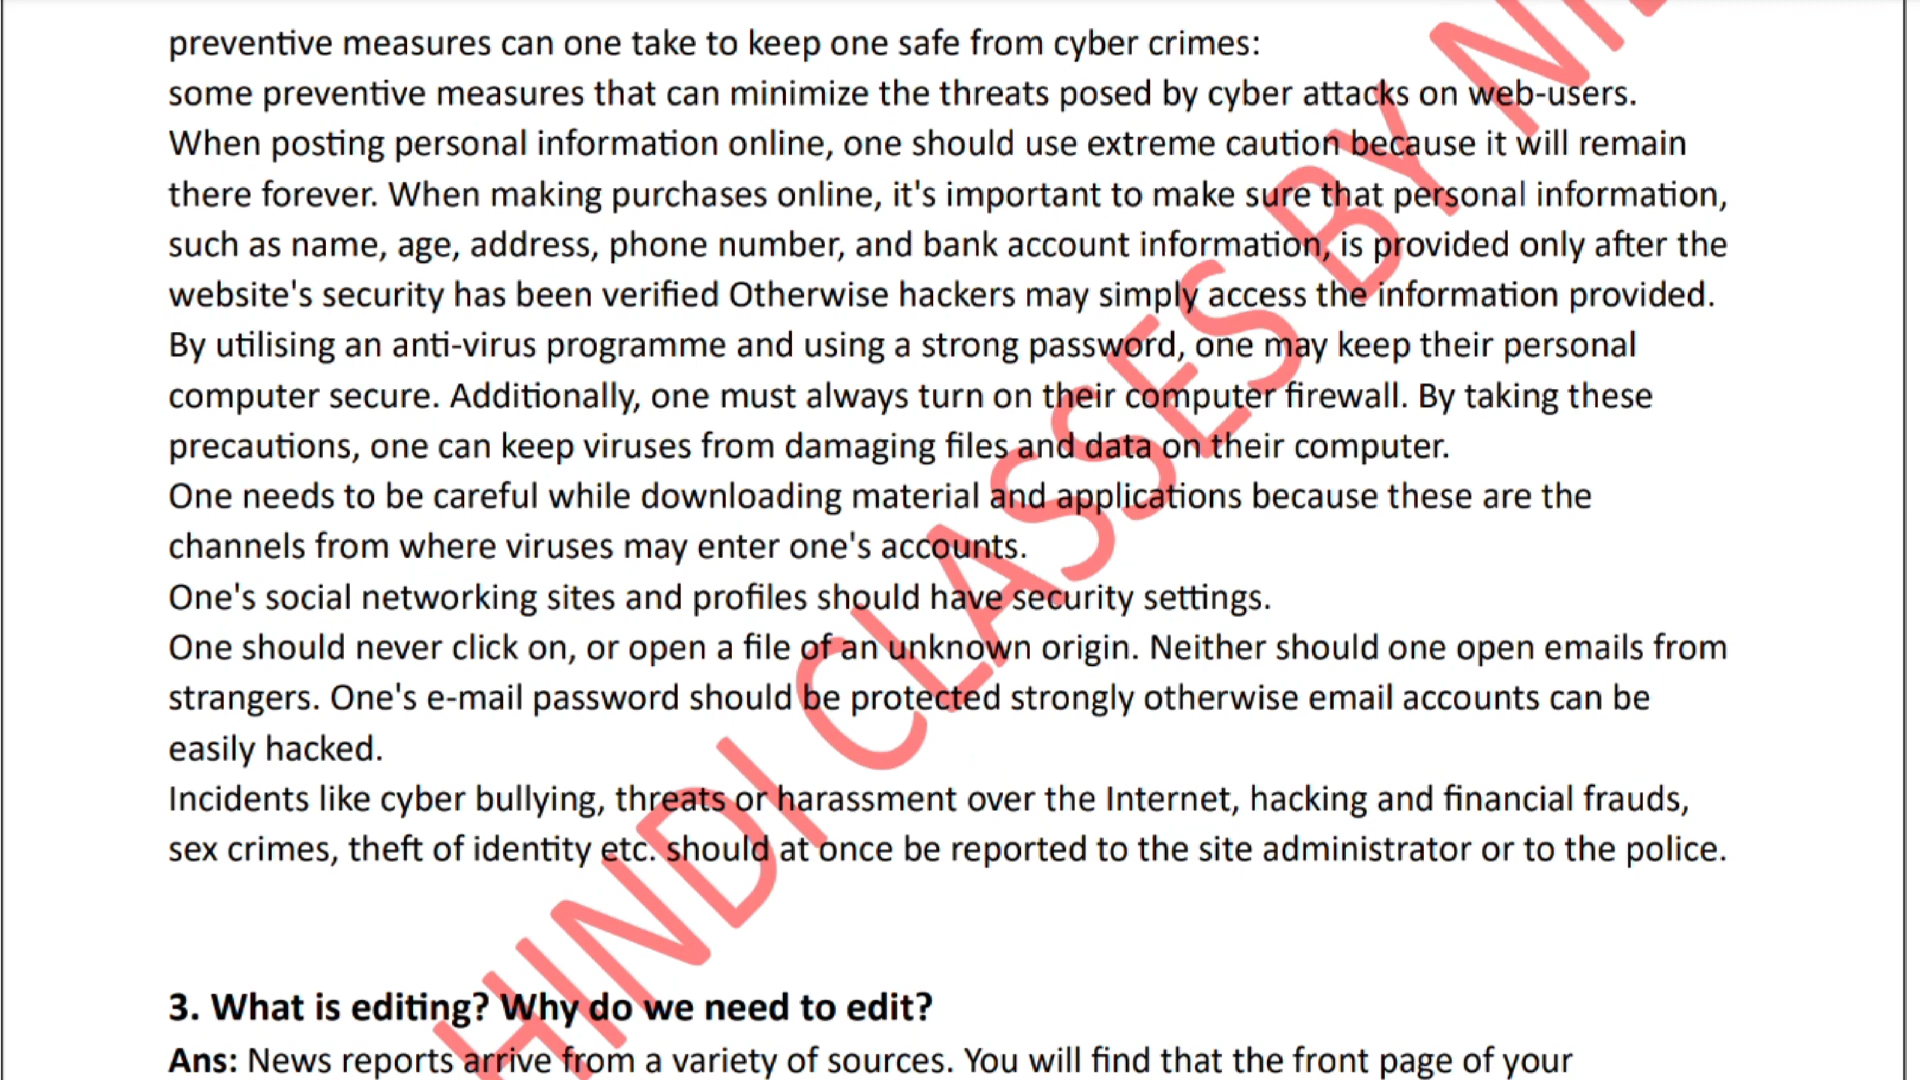 preventive measures can one take to keep one safe from cyber crimes:
some preventive measures that can minimize the threats posed by cyber attacks on web-users.
When posting personal information online, one should use extreme caution because it will remain
there forever. When making purchases online, it's important to make sure that personal information,
such as name, age, address, phone number, and bank account information, is provided only after the
website's security has been verified Otherwise hackers may simply access the information provided.
By utilising an anti-virus programme and using a strong password, one may keep their personal
computer secure. Additionally, one must always turn on their computer firewall. By taking these
precautions, one can keep viruses from damaging files and data on their computer.
One needs to be careful while downloading material and applications because these are the
channels from where viruses may enter one's accounts.
One's social networking sites and profiles should have security settings.
One should never click on, or open a file of an unknown origin. Neither should one open emails from
strangers. One's e-mail password should be protected strongly otherwise email accounts can be
easily hacked.
Incidents like cyber bullying, threats or harassment over the Internet, hacking and financial frauds,
sex crimes, theft of identity etc. should at once be reported to the site administrator or to the police.
3. What is editing? Why do we need to edit?
Ans: News reports arrive from a variety of sources. You will find that the front page of your
HINDI CLASSES BY